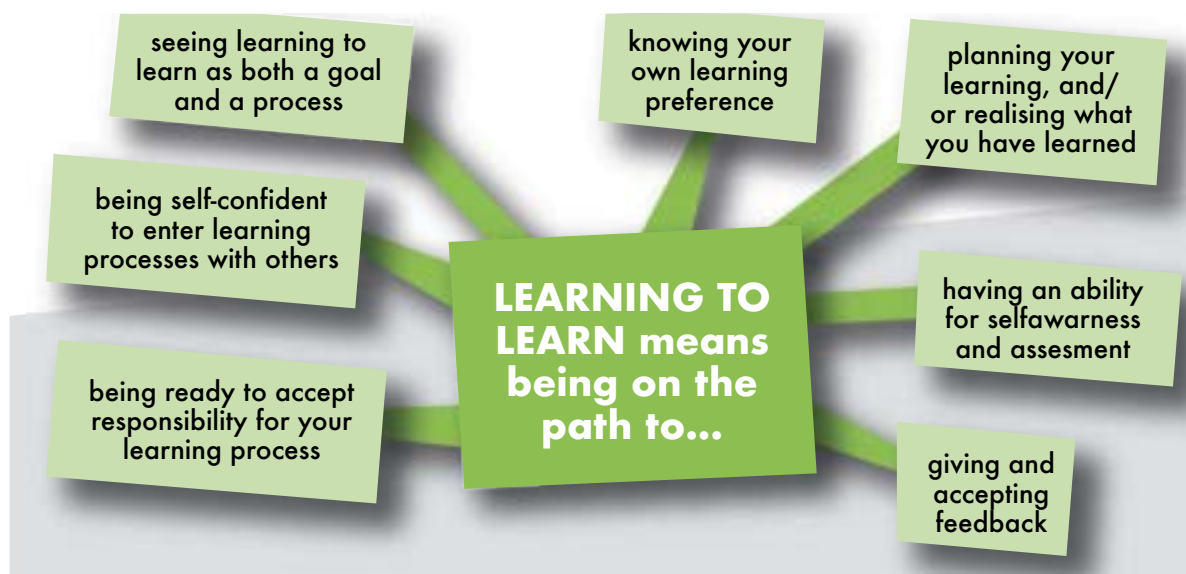 seeing learning to
learn as both a goal
and a process
knowing your
own learning
preference
planning your
learning, and/
or realising what
you have learned
being self-confident
to enter learning
processes with others
LEARNING TO
LEARN means
being on the
path to...
having an ability
for selfawarness
and assesment
being ready to accept
responsibility for your
learning process
giving and
accepting
feedback